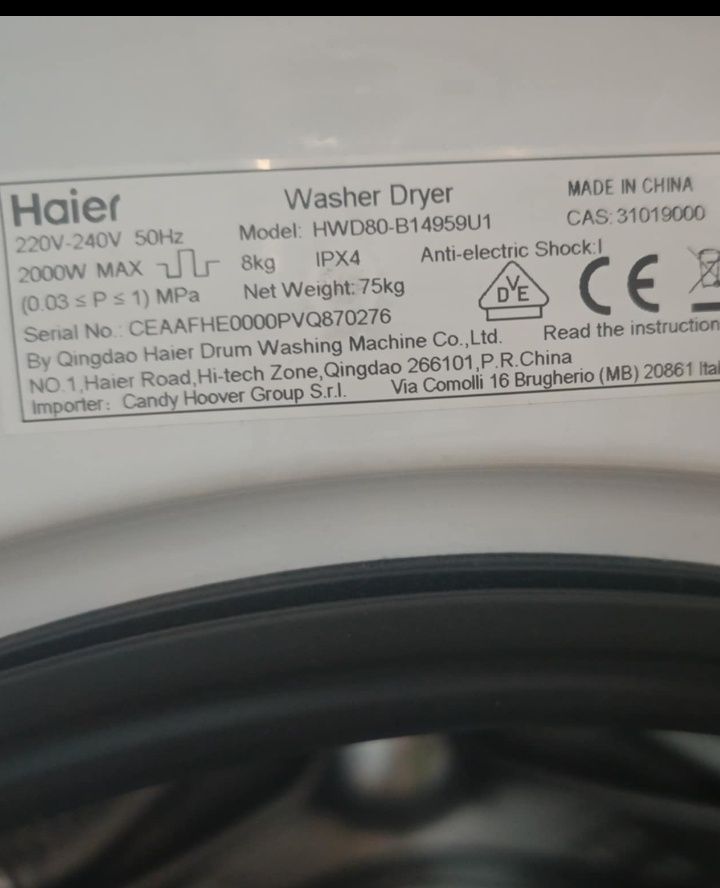 Haier
Washer Dryer
MADE IN CHINA
220V-240V 50Hz
Model: HWD80-B14959U1
CAS: 31019000
2000W MAX
8kg IPX4
Anti-electric Shock:I
(0.03 ≤ P ≤ 1) MPa
Net Weight: 75kg
DVE
CE
Serial No.: CEAAFHE0000PVQ870276
Read the instruction
By Qingdao Haier Drum Washing Machine Co.,Ltd.
NO.1,Haier Road,Hi-tech Zone,Qingdao 266101,P.R.China
Importer: Candy Hoover Group S.r.l. Via Comolli 16 Brugherio (MB) 20861 Ital